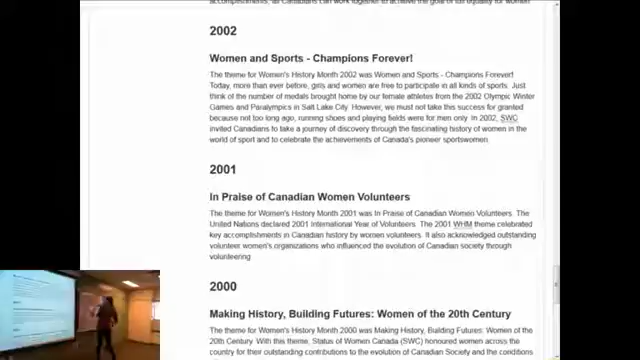 accomplishments, as Canadians can work together to achieve the goal of full equality for women
2002
Women and Sports - Champions Forever!
The theme for Women's History Month 2002 was Women and Sports - Champions Forever!
Today, more than ever before, girls and women are free to participate in all kinds of sports. Just
think of the number of medals brought home by our female athletes from the 2002 Olympic Winter
Games and Paralympics in Salt Lake City. However, we must not take this success for granted
because not too long ago, running shoes and playing fields were for men only. In 2002, SWC
invited Canadians to take a journey of discovery through the fascinating history of women in the
world of sport and to celebrate the achievements of Canada's pioneer sportswomen.
2001
In Praise of Canadian Women Volunteers
The theme for Women's History Month 2001 was In Praise of Canadian Women Volunteers. The
United Nations declared 2001 International Year of Volunteers. The 2001 WHM theme celebrated
key accomplishments in Canadian history by women volunteers. It also acknowledged outstanding
volunteer women's organizations who influenced the evolution of Canadian society through
volunteering
2000
Making History, Building Futures: Women of the 20th Century
The theme for Women's History Month 2000 was Making History, Building Futures: Women of the
20th Century With this theme, Status of Women Canada (SWC) honoured women across the
country for their outstanding contributions to the evolution of Canadian Society and the conditions